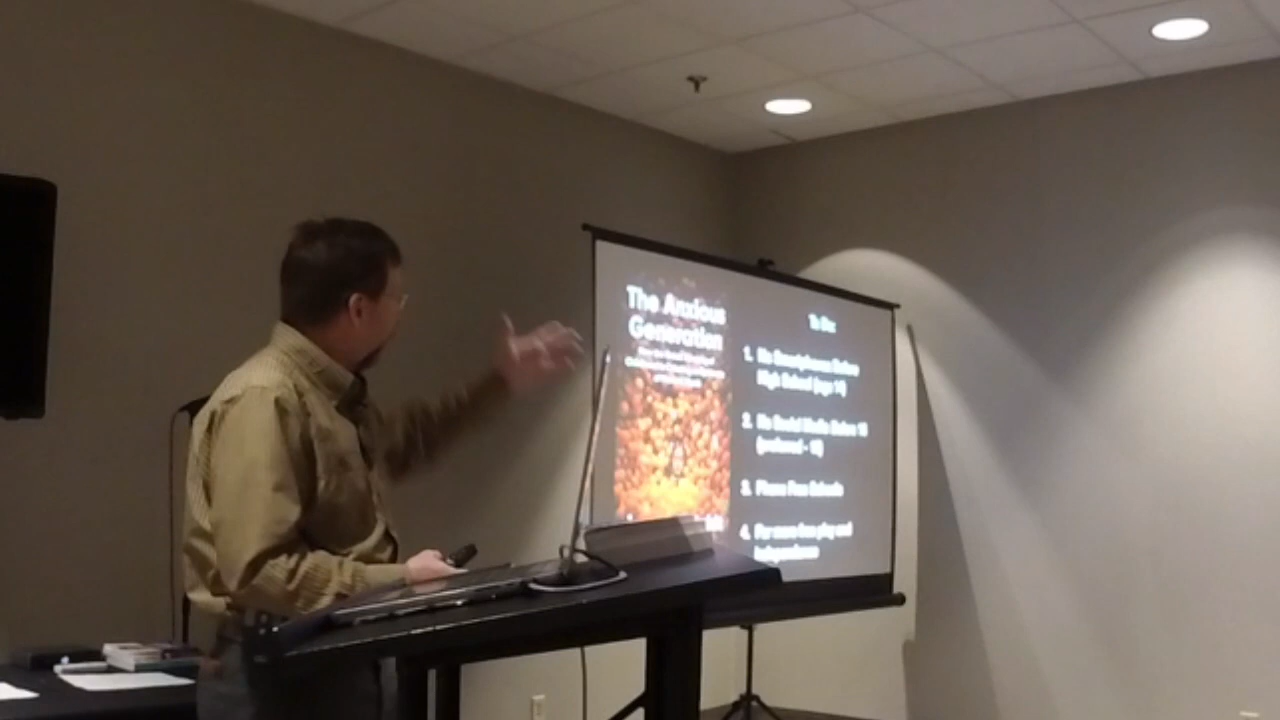 The Anxious
Generation
To Do:
1. No Smartphones Before
High School (age 14)
2. No Social Media Before 16
(preferred - 18)
3. Phone Free Schools
4. Far more free play and
independence